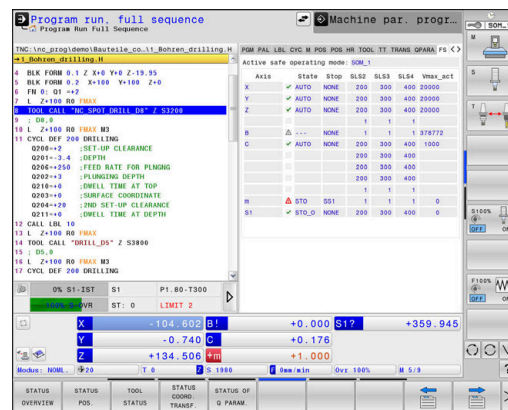 Program run, full sequence
Program Run Full Sequence
Machine par. progr…
TNC:\nc_prog\demo\Bauteile_co…\1_Bohren_drilling.H
→1_Bohren_drilling.H
4 BLK FORM 0.1 Z X+0 Y+0 Z-19.95
5 BLK FORM 0.2 X+100 Y+100 Z+0
6 FN 0: Q1 =+2
7 L Z+100 R0 FMAX
8 TOOL CALL "NC_SPOT_DRILL_D8" Z S3200
9 ; D8,0
10 L Z+100 R0 FMAX M3
11 CYCL DEF 200 DRILLING
Q200=+2 ;SET-UP CLEARANCE
Q201=-3.4 ;DEPTH
Q206=+250 ;FEED RATE FOR PLNGNG
Q202=+3 ;PLUNGING DEPTH
Q210=+0 ;DWELL TIME AT TOP
Q203=+0 ;SURFACE COORDINATE
Q204=+20 ;2ND SET-UP CLEARANCE
Q211=+0 ;DWELL TIME AT DEPTH
12 CALL LBL 10
13 L Z+100 R0 FMAX
14 TOOL CALL "DRILL_D5" Z S3800
15 ; D5,0
16 L Z+100 R0 FMAX M3
17 CYCL DEF 200 DRILLING
PGM PAL LBL CYC M POS POS HR TOOL TT TRANS QPARA FS
Active safe operating mode: SOM_1
Axis State Stop SLS2 SLS3 SLS4 Vmax_act
X AUTO NONE 200 300 400 20000
Y AUTO NONE 200 300 400 20000
Z AUTO NONE 200 300 400 20000
1 1 1
B --- NONE 1 1 1 378772
C AUTO NONE 200 300 400 1000
200 300 400
200 300 400
200 300 400
1 1 1
m STO SS1 1 1 1 0
S1 STO_O NONE 200 300 400 0
0% S1-IST S1 P1.80-T300
100% S-OVR ST: 0 LIMIT 2
X -104.602 B! +0.000 S1? +359.945
Y -0.740 C +0.176
Z +134.506 +m +1.000
Modus: NOML. 20 T 0 Z S 1980 F 0mm/min Ovr 100% M 5/9
STATUS OVERVIEW
STATUS POS.
TOOL STATUS
STATUS COORD. TRANSF.
STATUS OF Q PARAM.
M
S
T
S100%
OFF
F100%
OFF